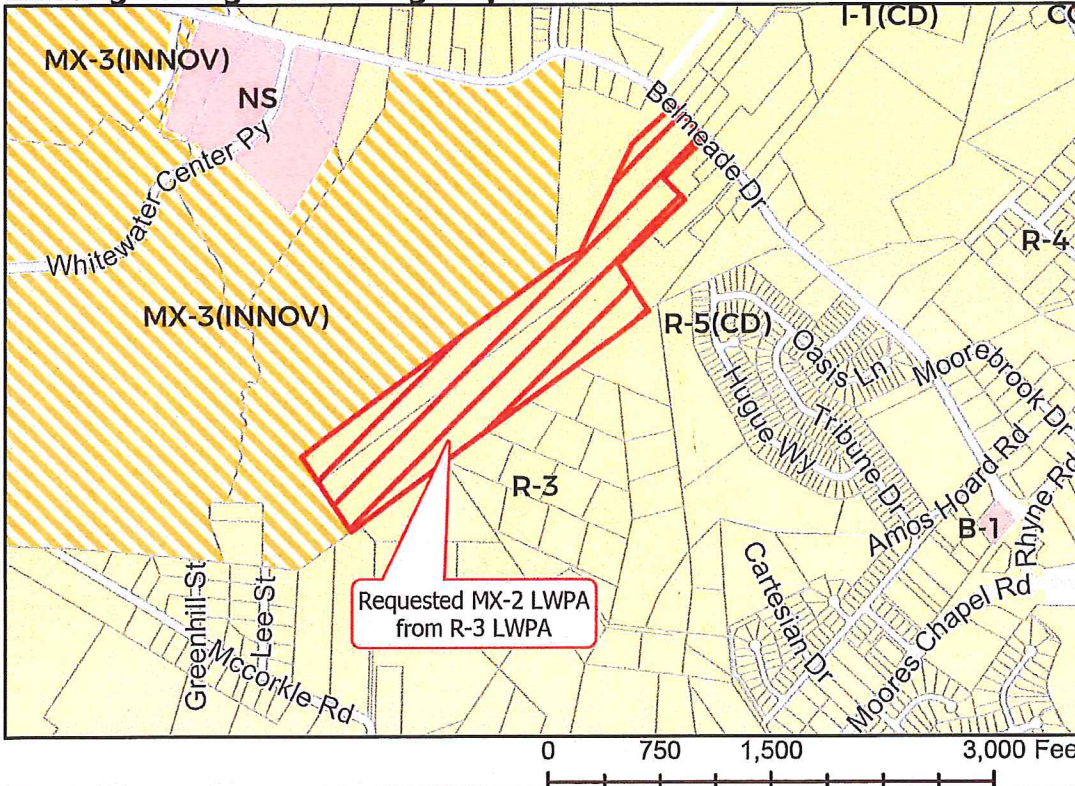 I-1(CD)
MX-3(INNOV)
NS
Belmeade Dr
Whitewater Center Py
R-4
MX-3(INNOV)
R-5(CD)
Oasis Ln
Moorebrook Dr
Hugue Wy
Tribune Dr
R-3
Amos Hoard Rd
B-1
Rhyne Rd
Cartesian Dr
Requested MX-2 LWPA
from R-3 LWPA
Moores Chapel Rd
Greenhill St
Lee St
Mccorkle Rd
0 750 1,500 3,000 Fee